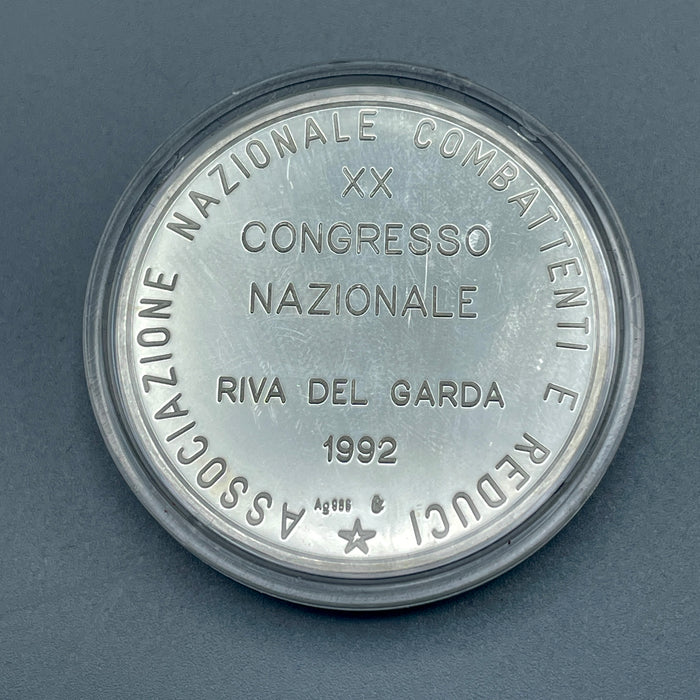 ASSOCIAZIONE NAZIONALE COMBATTENTI E REDUCI
XX
CONGRESSO
NAZIONALE
RIVA DEL GARDA
1992
Ag986